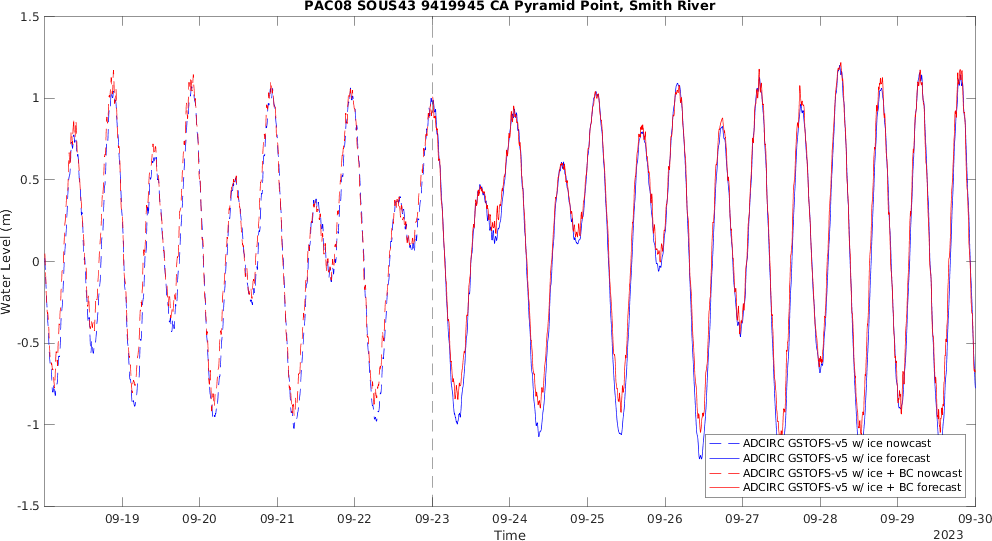 PAC08 SOUS43 9419945 CA Pyramid Point, Smith River
1.5
1
0.5
0
-0.5
-1
-1.5
Water Level (m)
ADCIRC GSTOFS-v5 w/ ice nowcast
ADCIRC GSTOFS-v5 w/ ice forecast
ADCIRC GSTOFS-v5 w/ ice + BC nowcast
ADCIRC GSTOFS-v5 w/ ice + BC forecast
09-19 09-20 09-21 09-22 09-23 09-24 09-25 09-26 09-27 09-28 09-29 09-30
Time
2023